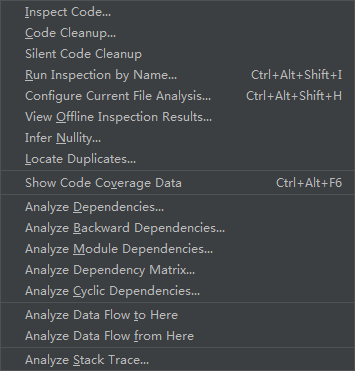 Inspect Code...
Code Cleanup...
Silent Code Cleanup
Run Inspection by Name... Ctrl+Alt+Shift+I
Configure Current File Analysis... Ctrl+Alt+Shift+H
View Offline Inspection Results...
Infer Nullity...
Locate Duplicates...
Show Code Coverage Data Ctrl+Alt+F6
Analyze Dependencies...
Analyze Backward Dependencies...
Analyze Module Dependencies...
Analyze Dependency Matrix...
Analyze Cyclic Dependencies...
Analyze Data Flow to Here
Analyze Data Flow from Here
Analyze Stack Trace...